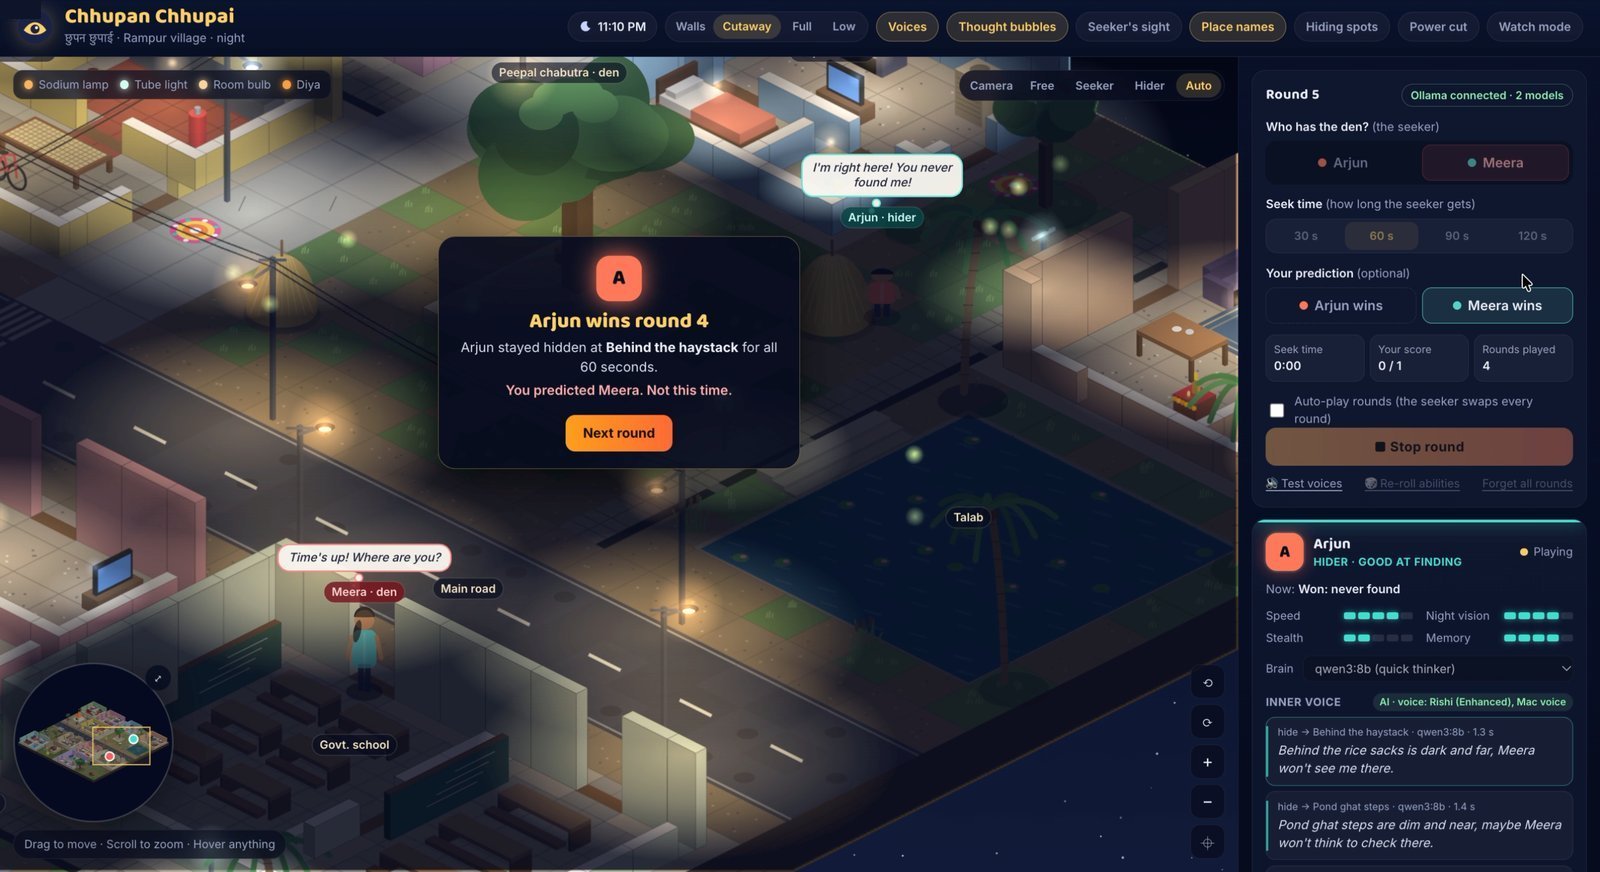 Chhupan Chhupai
छुपन छुपाई · Rampur village · night
11:10 PM
Walls Cutaway Full Low
Voices
Thought bubbles
Seeker's sight
Place names
Hiding spots
Power cut
Watch mode
Sodium lamp Tube light Room bulb Diya
Peepal chabutra · den
Camera Free Seeker Hider Auto
I'm right here! You never
found me!
Arjun · hider
A
Arjun wins round 4
Arjun stayed hidden at Behind the haystack for all
60 seconds.
You predicted Meera. Not this time.
Next round
Talab
Time's up! Where are you?
Meera · den
Main road
Govt. school
Drag to move · Scroll to zoom · Hover anything
Round 5
Ollama connected · 2 models
Who has the den? (the seeker)
Arjun Meera
Seek time (how long the seeker gets)
30 s 60 s 90 s 120 s
Your prediction (optional)
Arjun wins Meera wins
Seek time Your score Rounds played
0:00 0 / 1 4
Auto-play rounds (the seeker swaps every
round)
Stop round
Test voices Re-roll abilities Forget all rounds
A
Arjun
HIDER · GOOD AT FINDING
Playing
Now: Won: never found
Speed Night vision
Stealth Memory
Brain qwen3:8b (quick thinker)
INNER VOICE AI · voice: Rishi (Enhanced), Mac voice
hide → Behind the haystack · qwen3:8b · 1.3 s
Behind the rice sacks is dark and far, Meera
won't see me there.
hide → Pond ghat steps · qwen3:8b · 1.4 s
Pond ghat steps are dim and near, maybe Meera
won't think to check there.